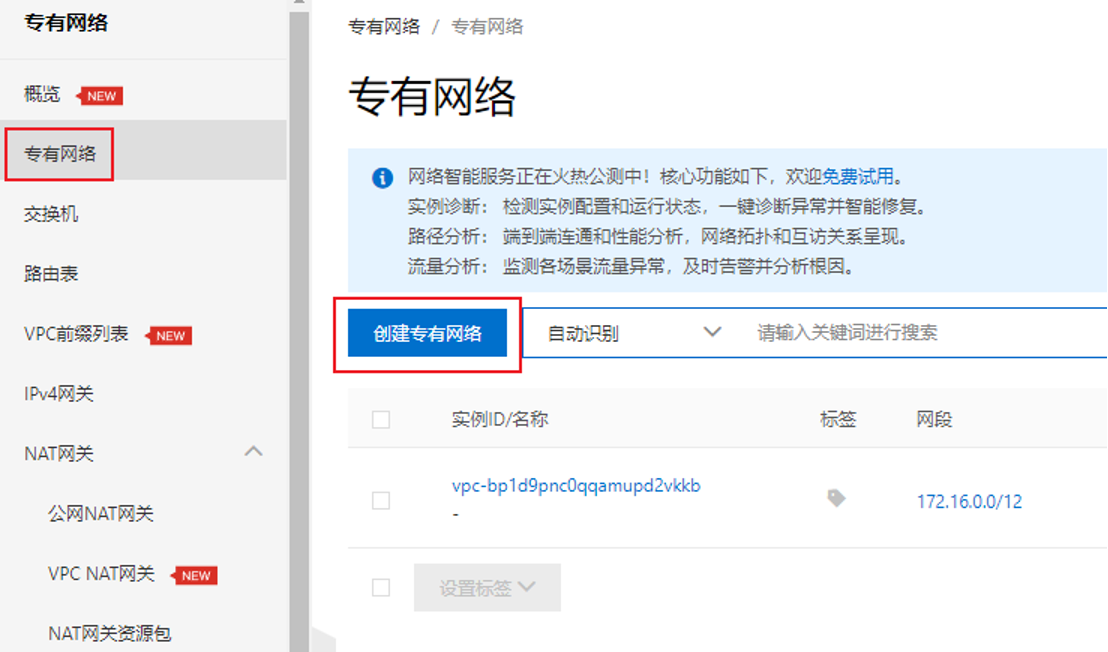 专有网络
概览 NEW
专有网络
交换机
路由表
VPC前缀列表 NEW
IPv4网关
NAT网关
公网NAT网关
VPC NAT网关 NEW
NAT网关资源包
专有网络 / 专有网络
专有网络
网络智能服务正在火热公测中！核心功能如下，欢迎免费试用。
实例诊断： 检测实例配置和运行状态，一键诊断异常并智能修复。
路径分析： 端到端连通和性能分析，网络拓扑和互访关系呈现。
流量分析： 监测各场景流量异常，及时告警并分析根因。
创建专有网络 自动识别 请输入关键词进行搜索
实例ID/名称 标签 网段
vpc-bp1d9pnc0qqamupd2vkkb
-
172.16.0.0/12
设置标签